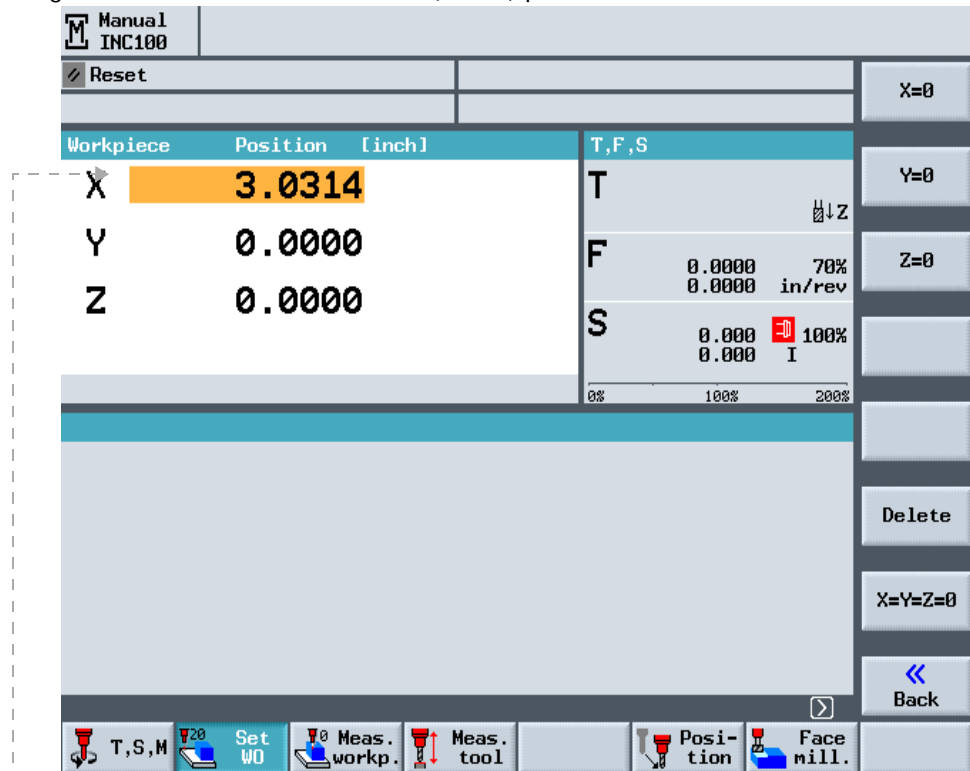 Manual
INC100
Reset
X=0
Workpiece Position [inch]
T,F,S
X 3.0314
T
Y=0
Z
Y 0.0000
F 0.0000 70%
0.0000 in/rev
Z=0
Z 0.0000
S 0.000 100%
0.000 I
0% 100% 200%
Delete
X=Y=Z=0
Back
T,S,M
20 Set
WO
0 Meas.
workp.
Meas.
tool
Posi-
tion
Face
mill.